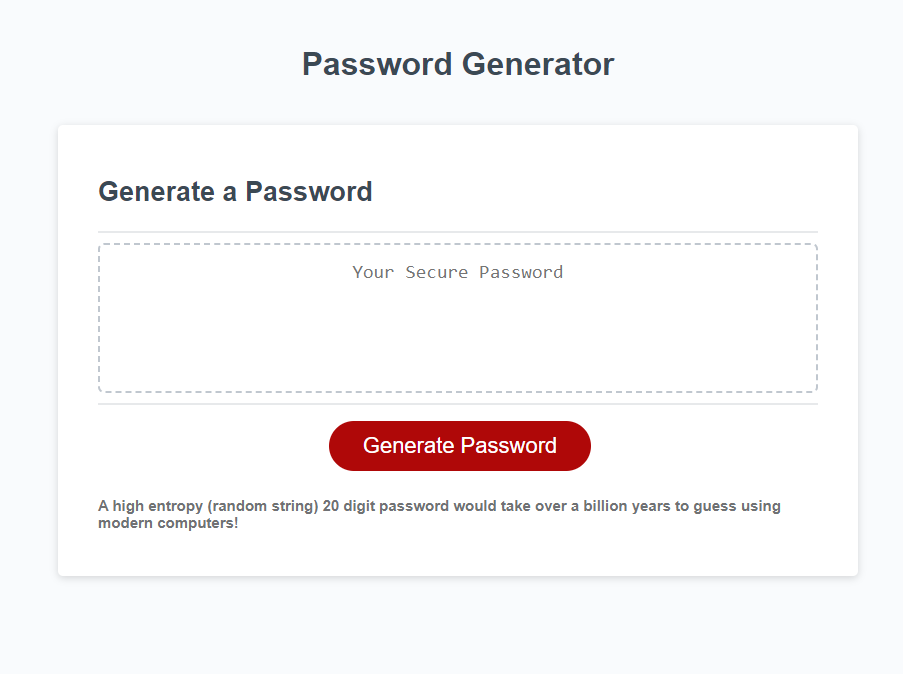 Password Generator
Generate a Password
Your Secure Password
Generate Password
A high entropy (random string) 20 digit password would take over a billion years to guess using
modern computers!